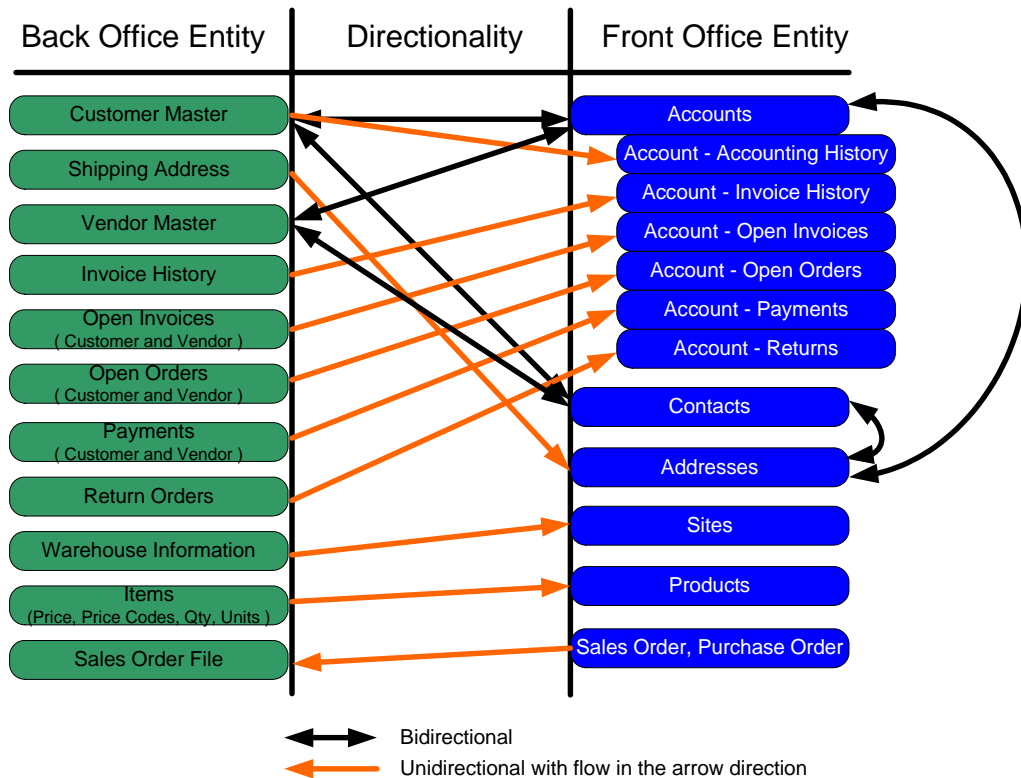 Back Office Entity
Directionality
Front Office Entity
Customer Master
Shipping Address
Vendor Master
Invoice History
Open Invoices
( Customer and Vendor )
Open Orders
( Customer and Vendor )
Payments
( Customer and Vendor )
Return Orders
Warehouse Information
Items
(Price, Price Codes, Qty, Units )
Sales Order File
Accounts
Account - Accounting History
Account - Invoice History
Account - Open Invoices
Account - Open Orders
Account - Payments
Account - Returns
Contacts
Addresses
Sites
Products
Sales Order, Purchase Order
Bidirectional
Unidirectional with flow in the arrow direction